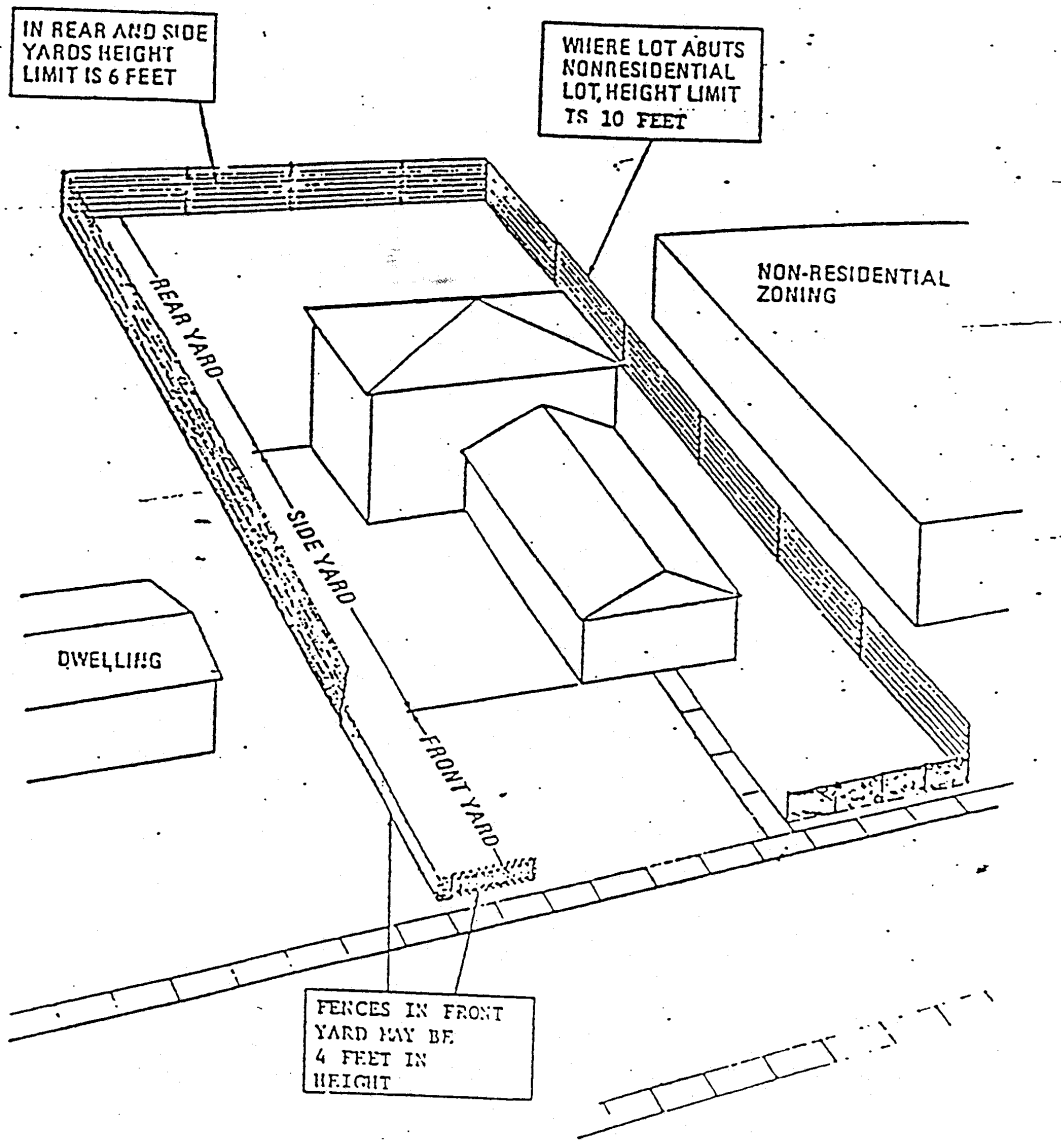 IN REAR AND SIDE
YARDS HEIGHT
LIMIT IS 6 FEET
WHERE LOT ABUTS
NONRESIDENTIAL
LOT, HEIGHT LIMIT
IS 10 FEET
NON-RESIDENTIAL
ZONING
REAR YARD
SIDE YARD
DWELLING
FRONT YARD
FENCES IN FRONT
YARD MAY BE
4 FEET IN
HEIGHT